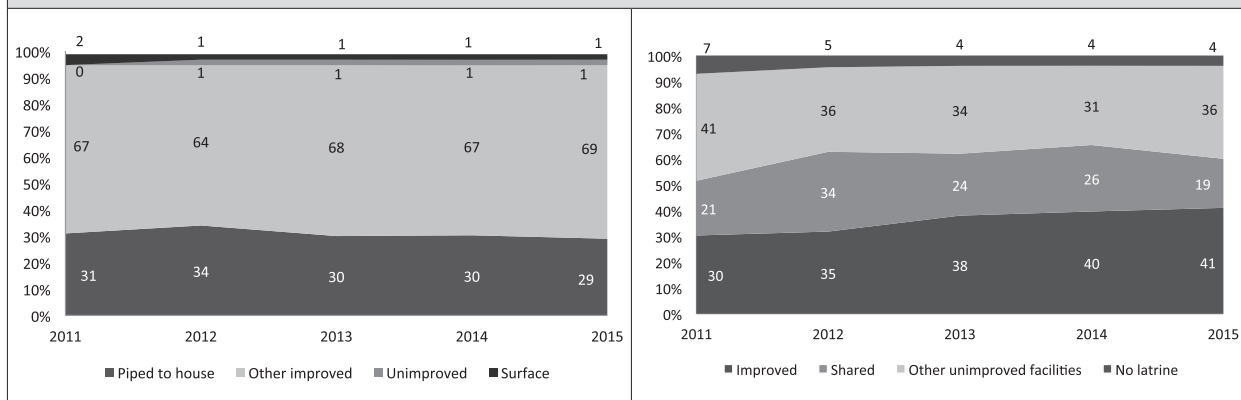 2 1 1 1 1
100%
0 1 1 1 1
90%
80%
70%
67 64 68 67 69
60%
50%
40%
30%
31 34 30 30 29
20%
10%
0%
2011 2012 2013 2014 2015
Piped to house Other improved Unimproved Surface
7 5 4 4 4
100%
90%
80%
41 36 34 31 36
70%
60%
50%
21 34 24 26 19
40%
30%
20%
30 35 38 40 41
10%
0%
2011 2012 2013 2014 2015
Improved Shared Other unimproved facilities No latrine